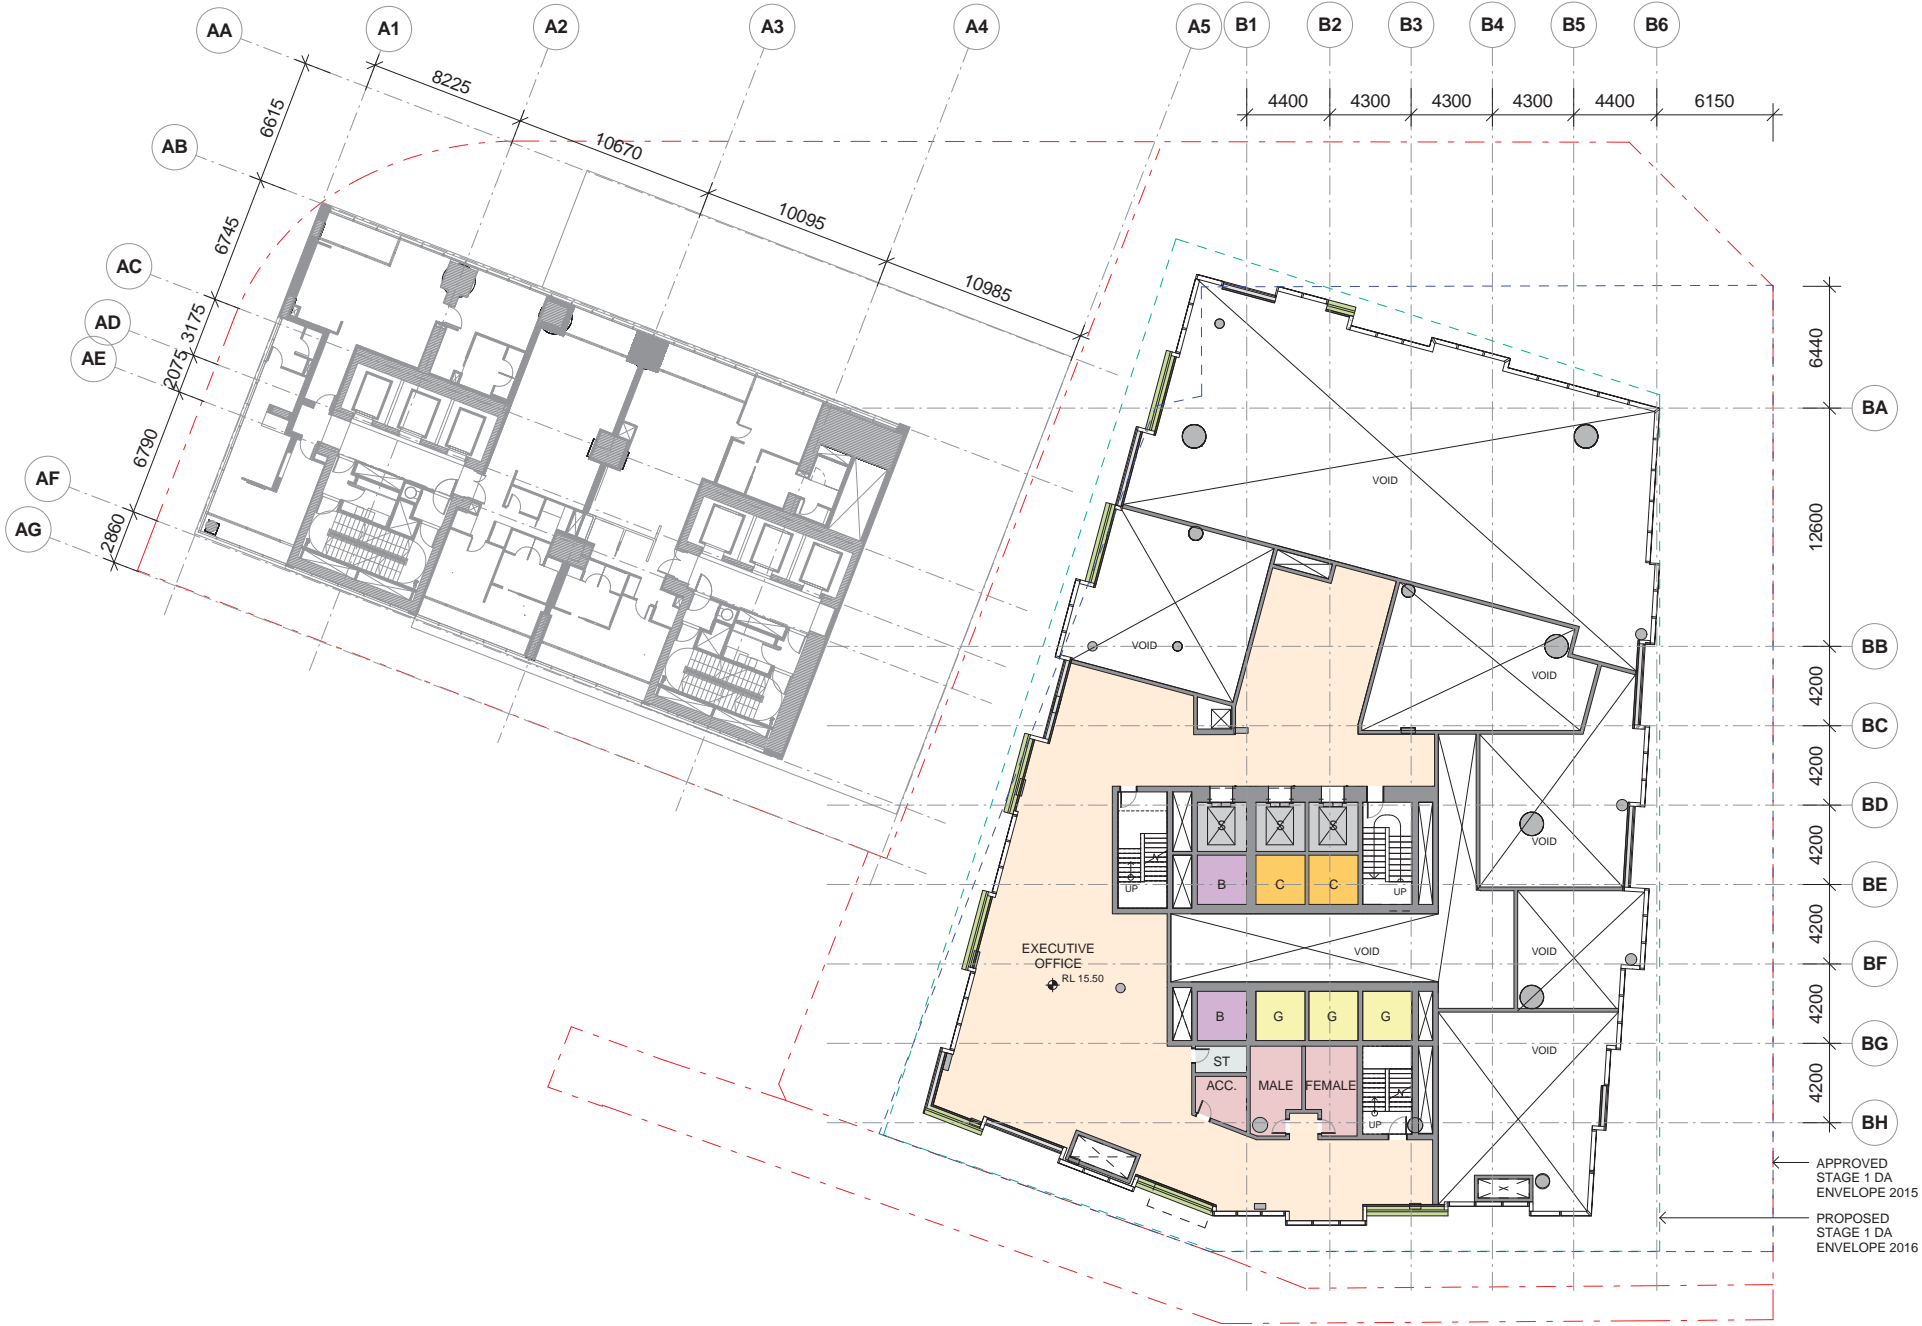 AA
A1
A2
A3
A4
A5
B1
B2
B3
B4
B5
B6
8225
10670
10095
10985
4400
4300
4300
4300
4400
6150
6615
6745
3175
2075
6790
2860
AB
AC
AD
AE
AF
AG
6440
BA
12600
BB
4200
BC
4200
BD
4200
BE
4200
BF
4200
BG
4200
BH
VOID
VOID
VOID
VOID
VOID
VOID
VOID
S
S
S
B
C
C
UP
UP
EXECUTIVE
OFFICE
RL 15.50
B
G
G
G
ST
ACC.
MALE
FEMALE
UP
APPROVED
STAGE 1 DA
ENVELOPE 2015
PROPOSED
STAGE 1 DA
ENVELOPE 2016